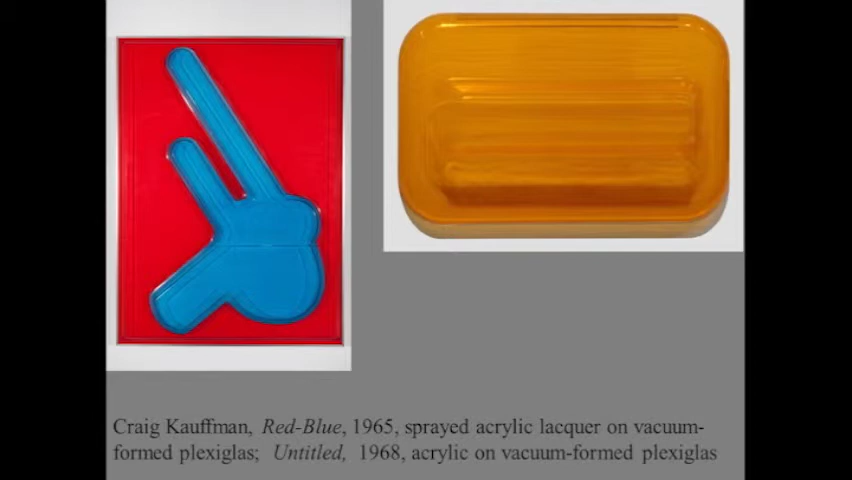 Craig Kauffman, Red-Blue, 1965, sprayed acrylic lacquer on vacuum-
formed plexiglas; Untitled, 1968, acrylic on vacuum-formed plexiglas